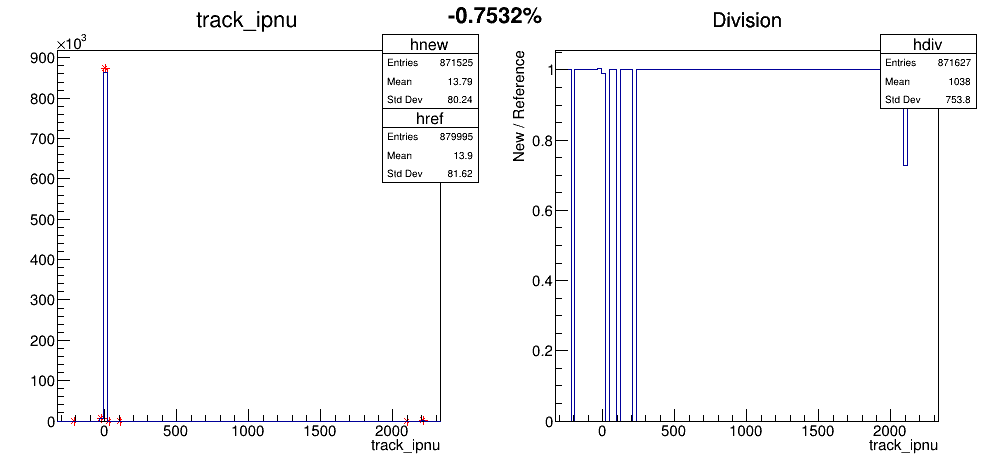 -0.7532%
track_ipnu
×10³
900
800
700
600
500
400
300
200
100
0
0
500
1000
1500
2000
track_ipnu
hnew
Entries 871525
Mean 13.79
Std Dev 80.24
href
Entries 879995
Mean 13.9
Std Dev 81.62
Division
New / Reference
1
0.8
0.6
0.4
0.2
0
0
500
1000
1500
2000
track_ipnu
hdiv
Entries 871627
Mean 1038
Std Dev 753.8